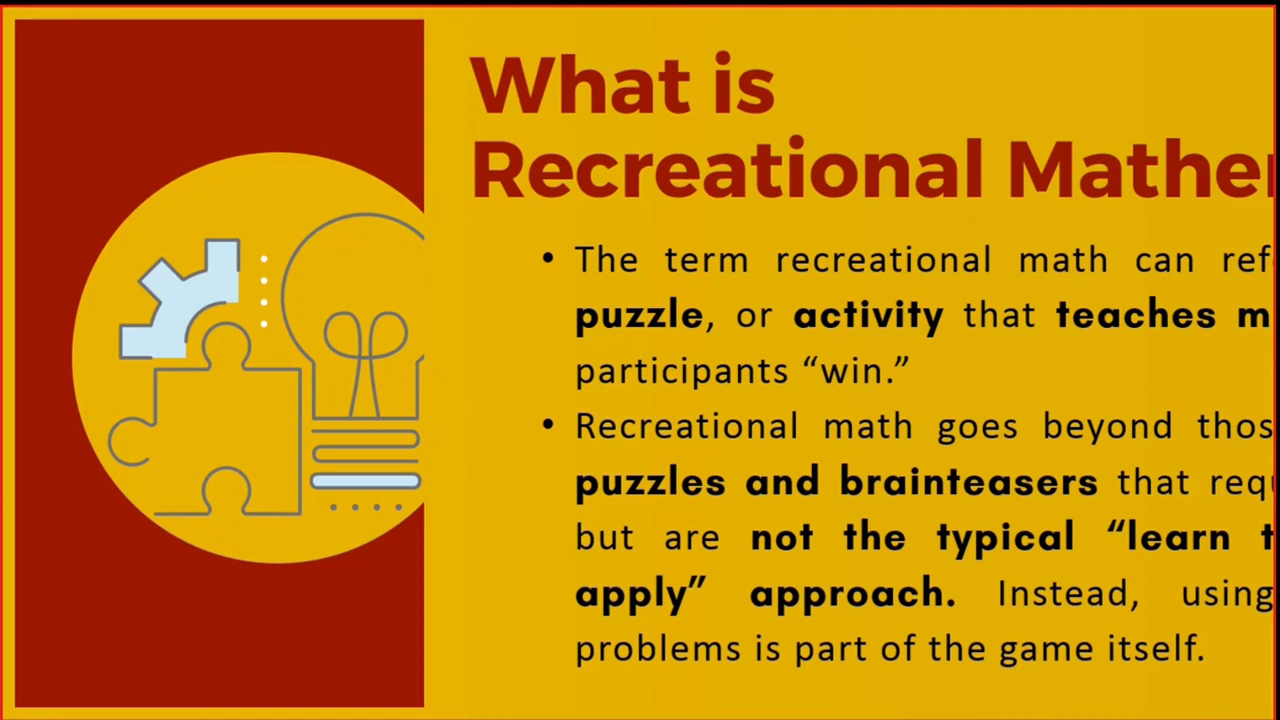 What is
Recreational Mathe
• The term recreational math can ref
puzzle, or activity that teaches m
participants “win.”
• Recreational math goes beyond thos
puzzles and brainteasers that requ
but are not the typical “learn t
apply” approach. Instead, using
problems is part of the game itself.